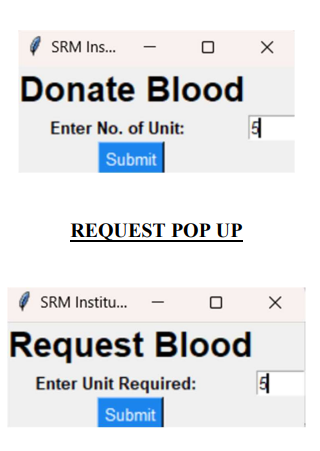 SRM Ins...
Donate Blood
Enter No. of Unit: 5
Submit
REQUEST POP UP
SRM Institu...
Request Blood
Enter Unit Required: 5
Submit